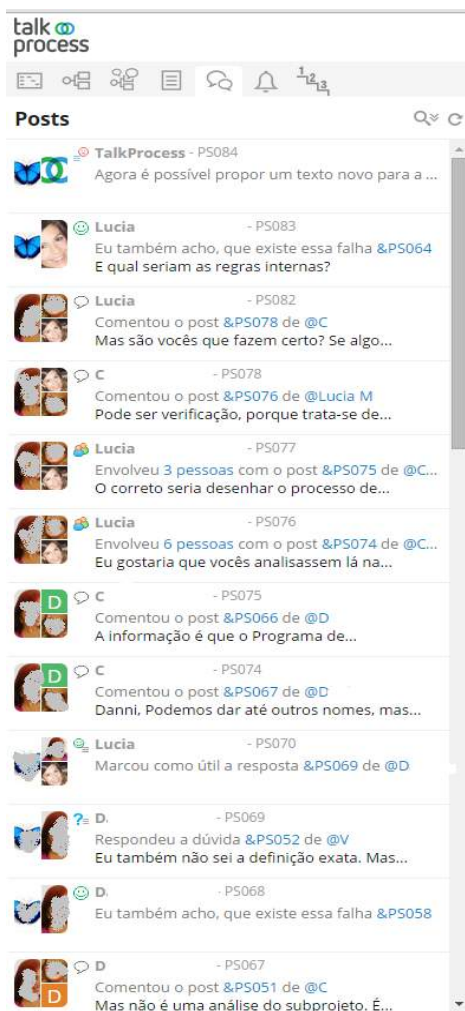 talk
process
1 2 3
Posts
TalkProcess - PS084
Agora é possível propor um texto novo para a ...
Lucia - PS083
Eu também acho, que existe essa falha &PS064
E qual seriam as regras internas?
Lucia - PS082
Comentou o post &PS078 de @C
Mas são vocês que fazem certo? Se algo...
C - PS078
Comentou o post &PS076 de @Lucia M
Pode ser verificação, porque trata-se de...
Lucia - PS077
Envolveu 3 pessoas com o post &PS075 de @C...
O correto seria desenhar o processo de...
Lucia - PS076
Envolveu 6 pessoas com o post &PS074 de @C...
Eu gostaria que vocês analisassem lá na...
D
C - PS075
Comentou o post &PS066 de @D
A informação é que o Programa de...
D
C - PS074
Comentou o post &PS067 de @D
Danni, Podemos dar até outros nomes, mas...
Lucia - PS070
Marcou como útil a resposta &PS069 de @D
D. - PS069
Respondeu a dúvida &PS052 de @V
Eu também não sei a definição exata. Mas...
D. - PS068
Eu também acho, que existe essa falha &PS058
D - PS067
Comentou o post &PS051 de @C
D
Mas não é uma análise do subprojeto. É...